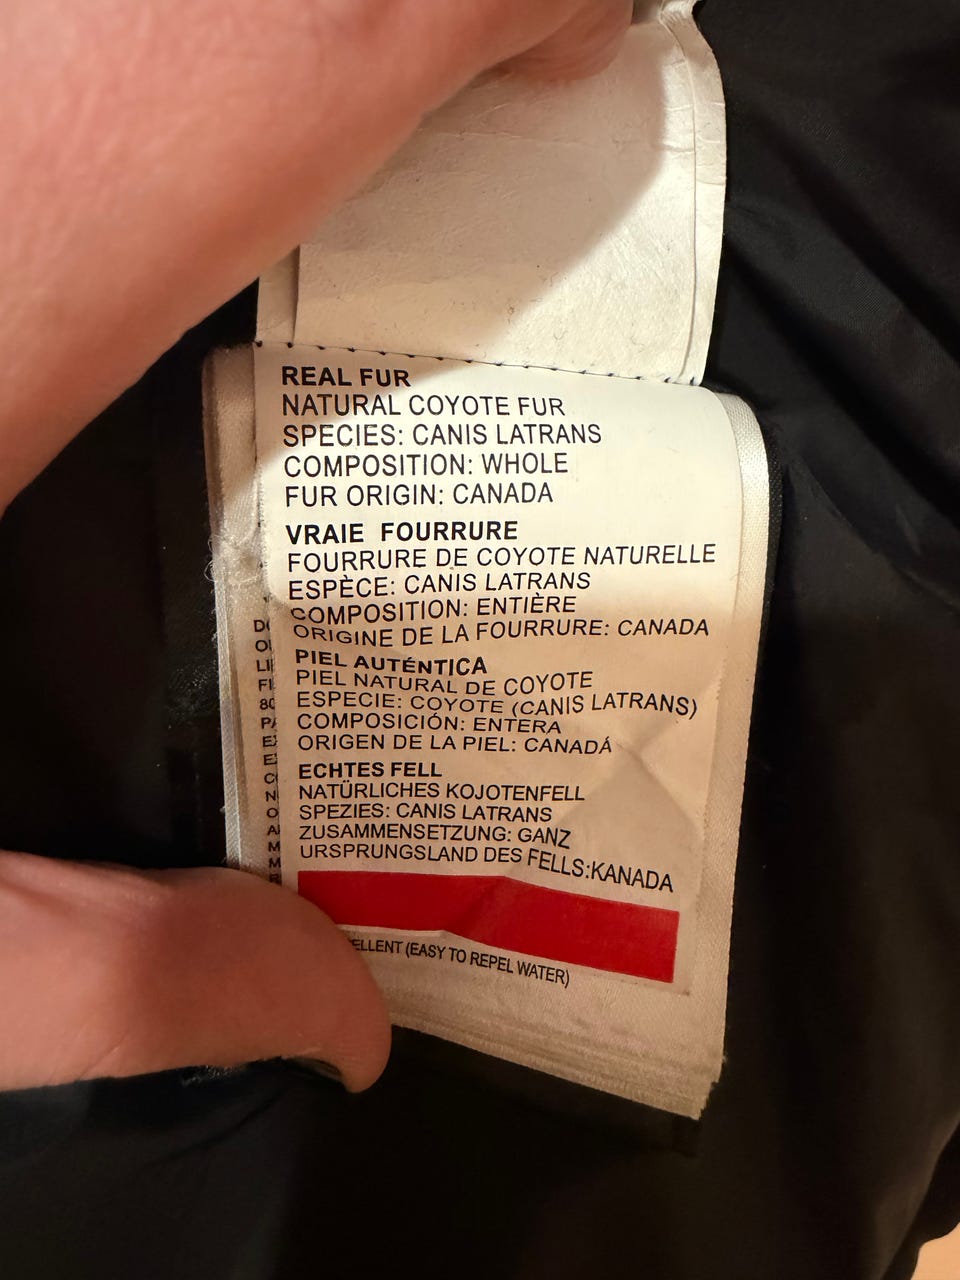 REAL FUR
NATURAL COYOTE FUR
SPECIES: CANIS LATRANS
COMPOSITION: WHOLE
FUR ORIGIN: CANADA
VRAIE FOURRURE
FOURRURE DE COYOTE NATURELLE
ESPÈCE: CANIS LATRANS
COMPOSITION: ENTIÈRE
ORIGINE DE LA FOURRURE: CANADA
PIEL AUTÉNTICA
PIEL NATURAL DE COYOTE
ESPECIE: COYOTE (CANIS LATRANS)
COMPOSICIÓN: ENTERA
ORIGEN DE LA PIEL: CANADÁ
ECHTES FELL
NATÜRLICHES KOJOTENFELL
SPEZIES: CANIS LATRANS
ZUSAMMENSETZUNG: GANZ
URSPRUNGSLAND DES FELLS:KANADA
(EASY TO REPEL WATER)